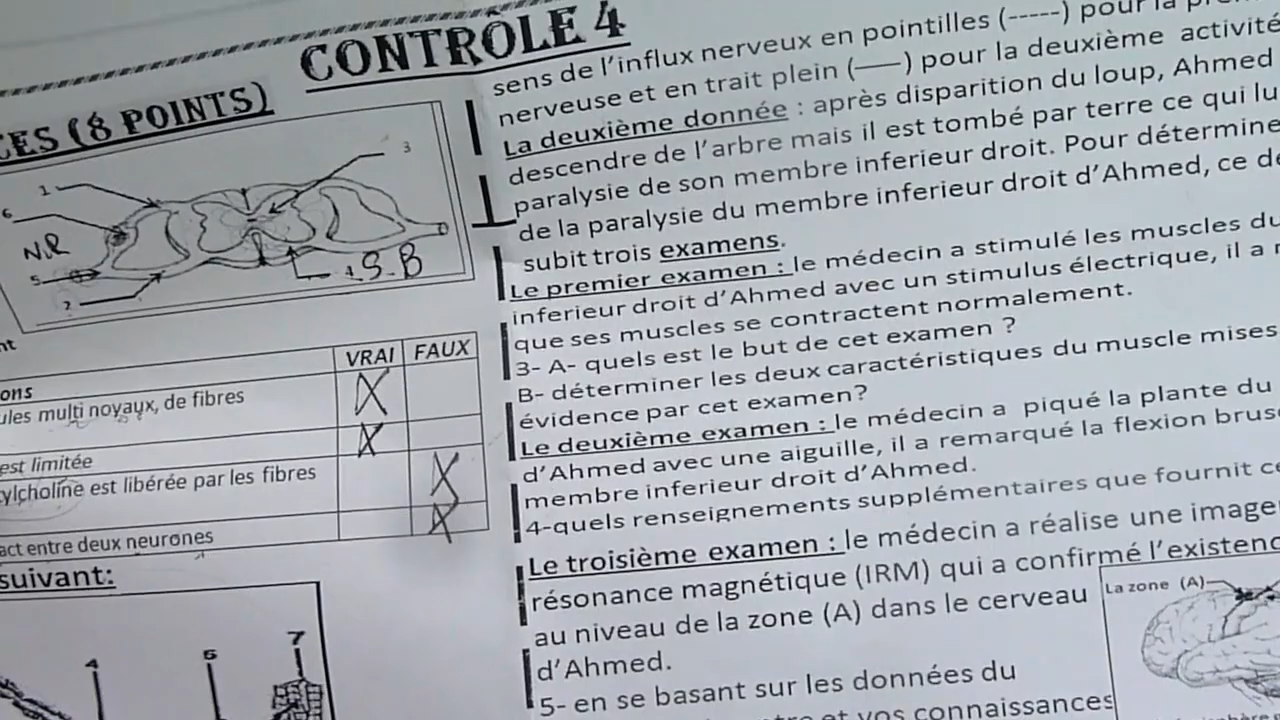 CONTRÔLE 4
CES (8 POINTS)
1
3
6
N.R
5
2
S.B
VRAI FAUX
ons
ules multi noyaux, de fibres
est limitée
ylcholine est libérée par les fibres
act entre deux neurones
suivant:
4
7
sens de l'influx nerveux en pointilles (-----) pour la
nerveuse et en trait plein (——) pour la deuxième activité
La deuxième donnée : après disparition du loup, Ahmed
descendre de l'arbre mais il est tombé par terre ce qui lu
paralysie de son membre inferieur droit. Pour détermine
de la paralysie du membre inferieur droit d'Ahmed, ce de
subit trois examens.
Le premier examen : le médecin a stimulé les muscles du
inferieur droit d'Ahmed avec un stimulus électrique, il a
que ses muscles se contractent normalement.
3- A- quels est le but de cet examen ?
B- déterminer les deux caractéristiques du muscle mises
évidence par cet examen?
Le deuxième examen : le médecin a piqué la plante du
d'Ahmed avec une aiguille, il a remarqué la flexion brus
membre inferieur droit d'Ahmed.
4-quels renseignements supplémentaires que fournit ce
Le troisième examen : le médecin a réalise une image
résonance magnétique (IRM) qui a confirmé l'existenc
au niveau de la zone (A) dans le cerveau
d'Ahmed.
La zone (A)
5- en se basant sur les données du
et vos connaissances